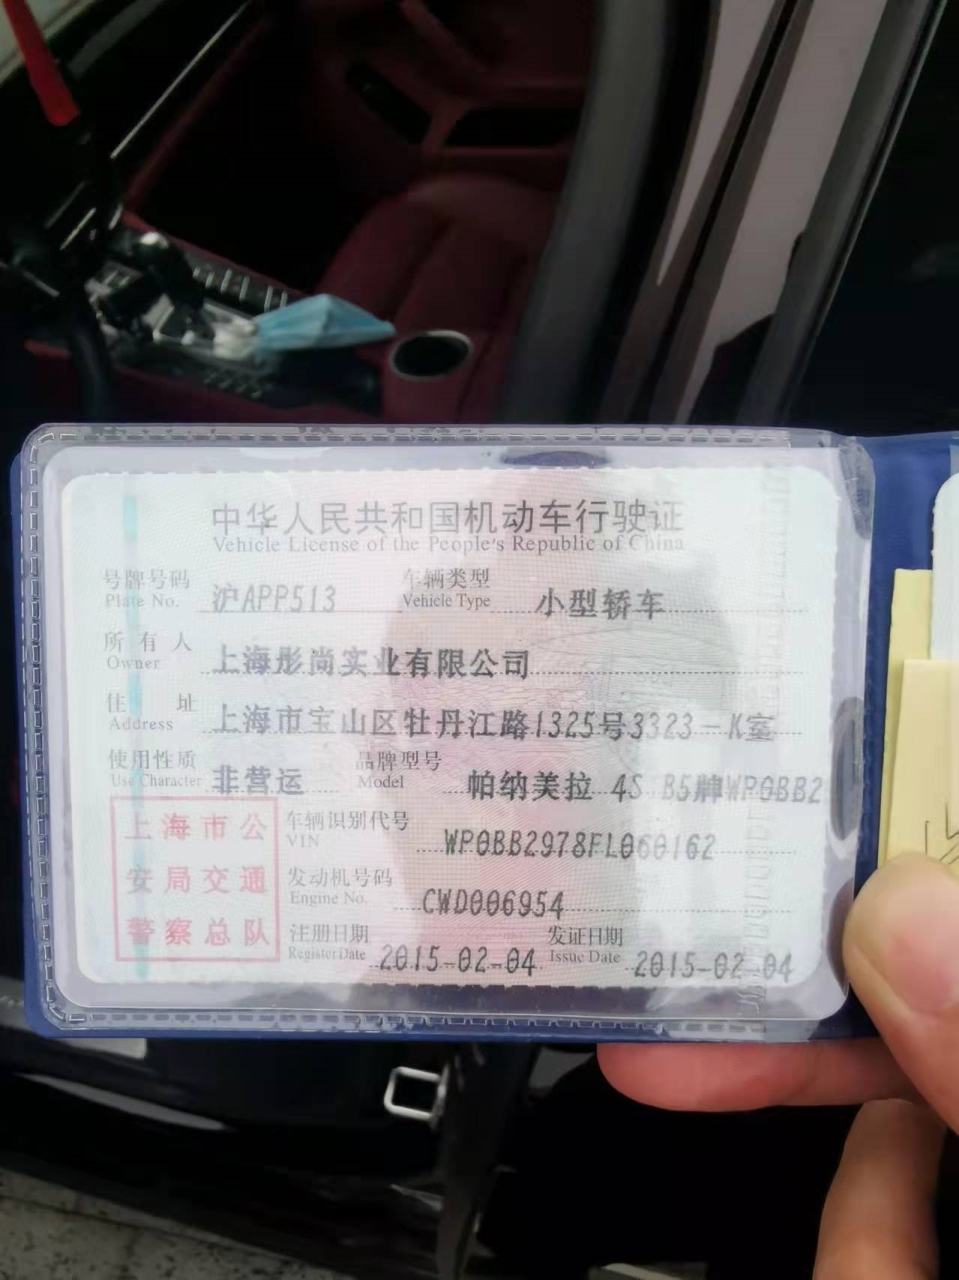 中华人民共和国机动车行驶证
Vehicle License of the People's Republic of China
号牌号码 沪APP513 车辆类型 小型轿车
Plate No. Vehicle Type
所有人 上海彤尚实业有限公司
Owner
住址 上海市宝山区牡丹江路1325号3323-K室
Address
使用性质 非营运 品牌型号 帕纳美拉 4S B5牌WP0BB2
Use Character Model
上海市公 车辆识别代号 WP0BB2978FL060162
VIN
安局交通 发动机号码 CWD006954
Engine No.
警察总队 注册日期 2015-02-04 发证日期 2015-02-04
Register Date Issue Date